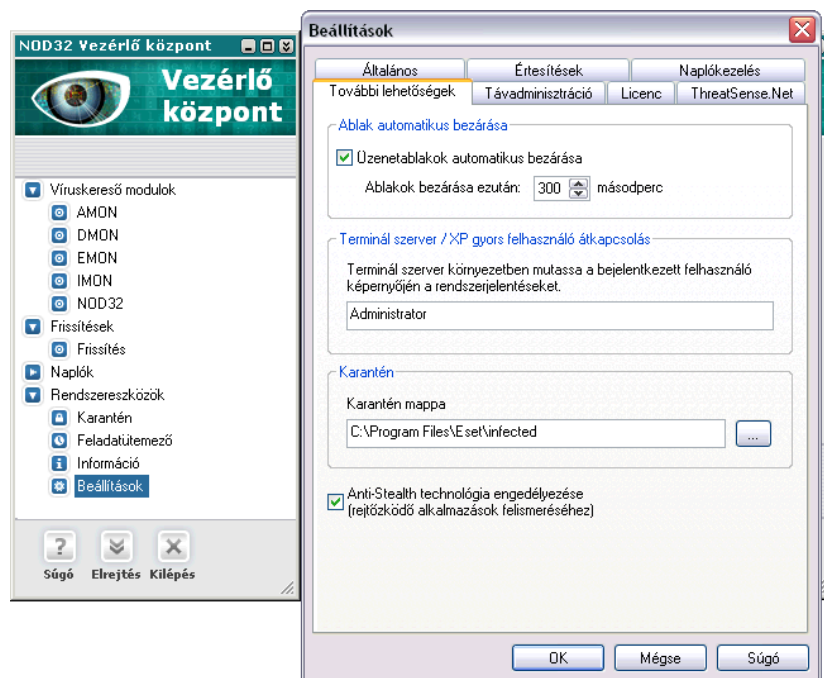 NOD32 Vezérlő központ
Vezérlő
központ
Víruskereső modulok
AMON
DMON
EMON
IMON
NOD32
Frissítések
Frissítés
Naplók
Rendszereszközök
Karantén
Feladatütemező
Információ
Beállítások
Súgó Elrejtés Kilépés
Beállítások
Általános Értesítések Naplókezelés
További lehetőségek Távadminisztráció Licenc ThreatSense.Net
Ablak automatikus bezárása
Üzenetablakok automatikus bezárása
Ablakok bezárása ezután: 300 másodperc
Terminál szerver / XP gyors felhasználó átkapcsolás
Terminál szerver környezetben mutassa a bejelentkezett felhasználó
képernyőjén a rendszerjelentéseket.
Administrator
Karantén
Karantén mappa
C:\Program Files\Eset\infected ...
Anti-Stealth technológia engedélyezése
(rejtőzködő alkalmazások felismeréséhez)
OK Mégse Súgó